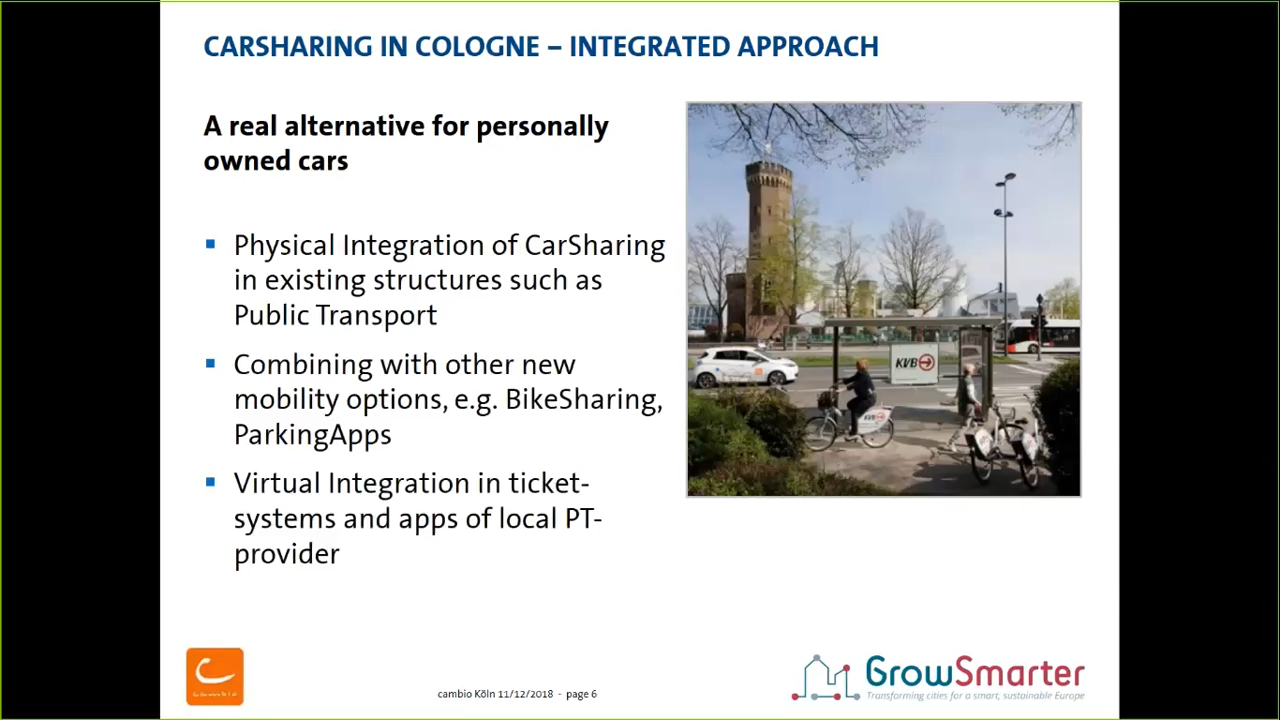 CARSHARING IN COLOGNE – INTEGRATED APPROACH
A real alternative for personally
owned cars
▪ Physical Integration of CarSharing
in existing structures such as
Public Transport
▪ Combining with other new
mobility options, e.g. BikeSharing,
ParkingApps
▪ Virtual Integration in ticket-
systems and apps of local PT-
provider
KVB
KVB
cambio Köln 11/12/2018 - page 6
GrowSmarter
Transforming cities for a smart, sustainable Europe